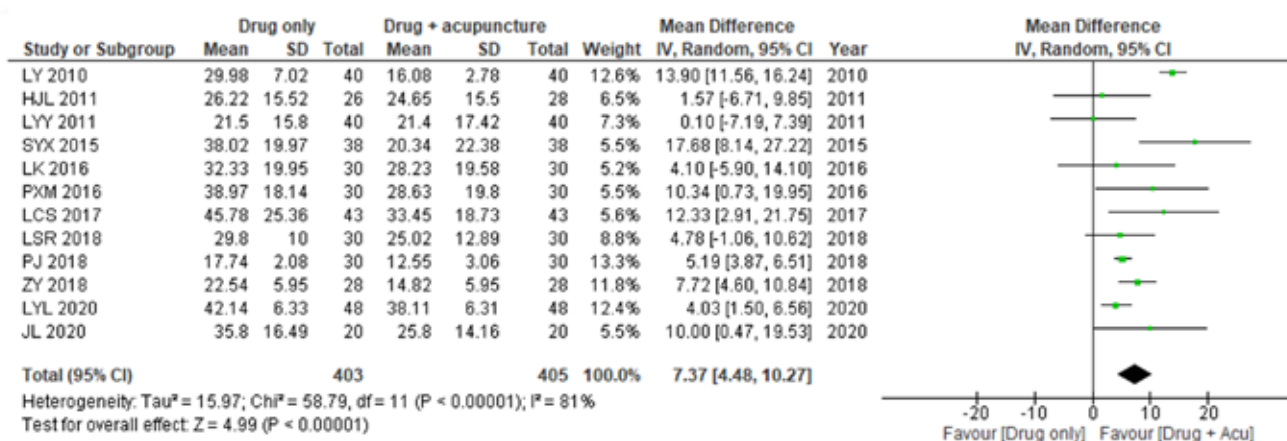 Drug only Drug + acupuncture Mean Difference Mean Difference
Study or Subgroup Mean SD Total Mean SD Total Weight IV, Random, 95% CI Year IV, Random, 95% CI
LY 2010 29.98 7.02 40 16.08 2.78 40 12.6% 13.90 [11.56, 16.24] 2010
HJL 2011 26.22 15.52 26 24.65 15.5 28 6.5% 1.57 [-6.71, 9.85] 2011
LYY 2011 21.5 15.8 40 21.4 17.42 40 7.3% 0.10 [-7.19, 7.39] 2011
SYX 2015 38.02 19.97 38 20.34 22.38 38 5.5% 17.68 [8.14, 27.22] 2015
LK 2016 32.33 19.95 30 28.23 19.58 30 5.2% 4.10 [-5.90, 14.10] 2016
PXM 2016 38.97 18.14 30 28.63 19.8 30 5.5% 10.34 [0.73, 19.95] 2016
LCS 2017 45.78 25.36 43 33.45 18.73 43 5.6% 12.33 [2.91, 21.75] 2017
LSR 2018 29.8 10 30 25.02 12.89 30 8.8% 4.78 [-1.06, 10.62] 2018
PJ 2018 17.74 2.08 30 12.55 3.06 30 13.3% 5.19 [3.87, 6.51] 2018
ZY 2018 22.54 5.95 28 14.82 5.95 28 11.8% 7.72 [4.60, 10.84] 2018
LYL 2020 42.14 6.33 48 38.11 6.31 48 12.4% 4.03 [1.50, 6.56] 2020
JL 2020 35.8 16.49 20 25.8 14.16 20 5.5% 10.00 [0.47, 19.53] 2020
Total (95% CI) 403 405 100.0% 7.37 [4.48, 10.27]
Heterogeneity: Tau² = 15.97; Chi² = 58.79, df = 11 (P < 0.00001); I² = 81%
Test for overall effect: Z = 4.99 (P < 0.00001)
-20 -10 0 10 20
Favour [Drug only] Favour [Drug + Acu]